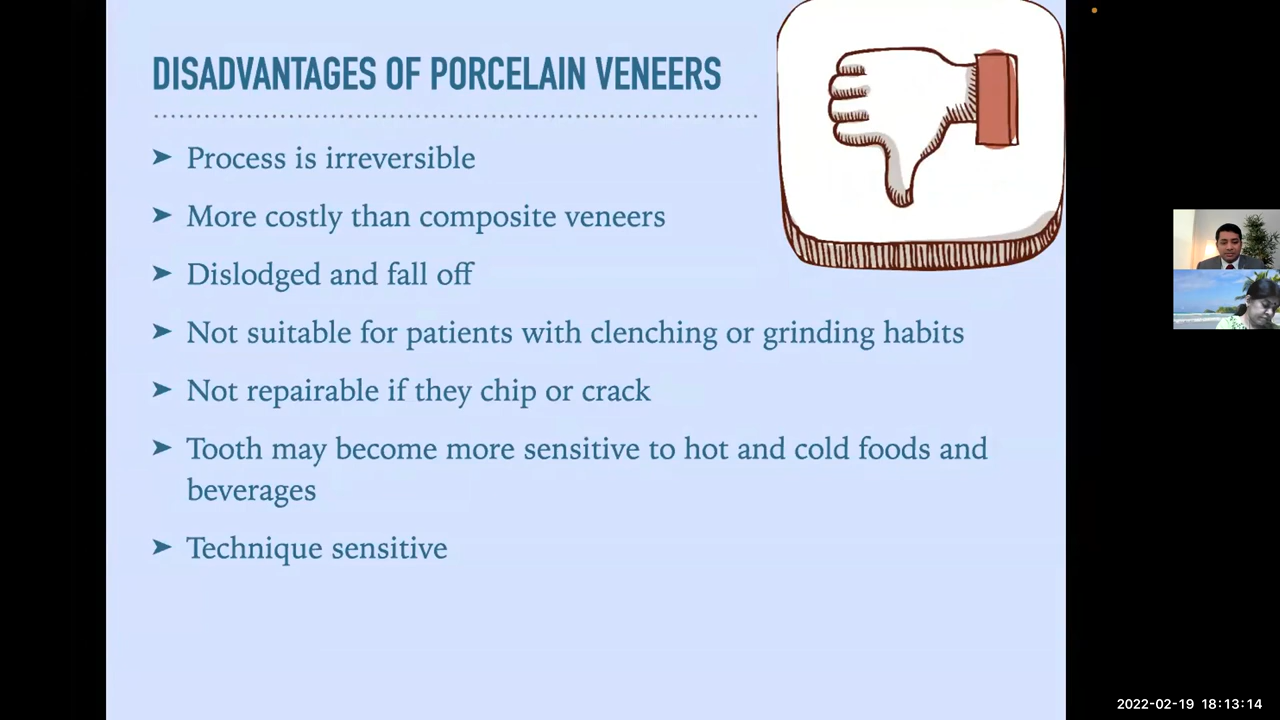 DISADVANTAGES OF PORCELAIN VENEERS
➤ Process is irreversible
➤ More costly than composite veneers
➤ Dislodged and fall off
➤ Not suitable for patients with clenching or grinding habits
➤ Not repairable if they chip or crack
➤ Tooth may become more sensitive to hot and cold foods and
beverages
➤ Technique sensitive
2022-02-19 18:13:14